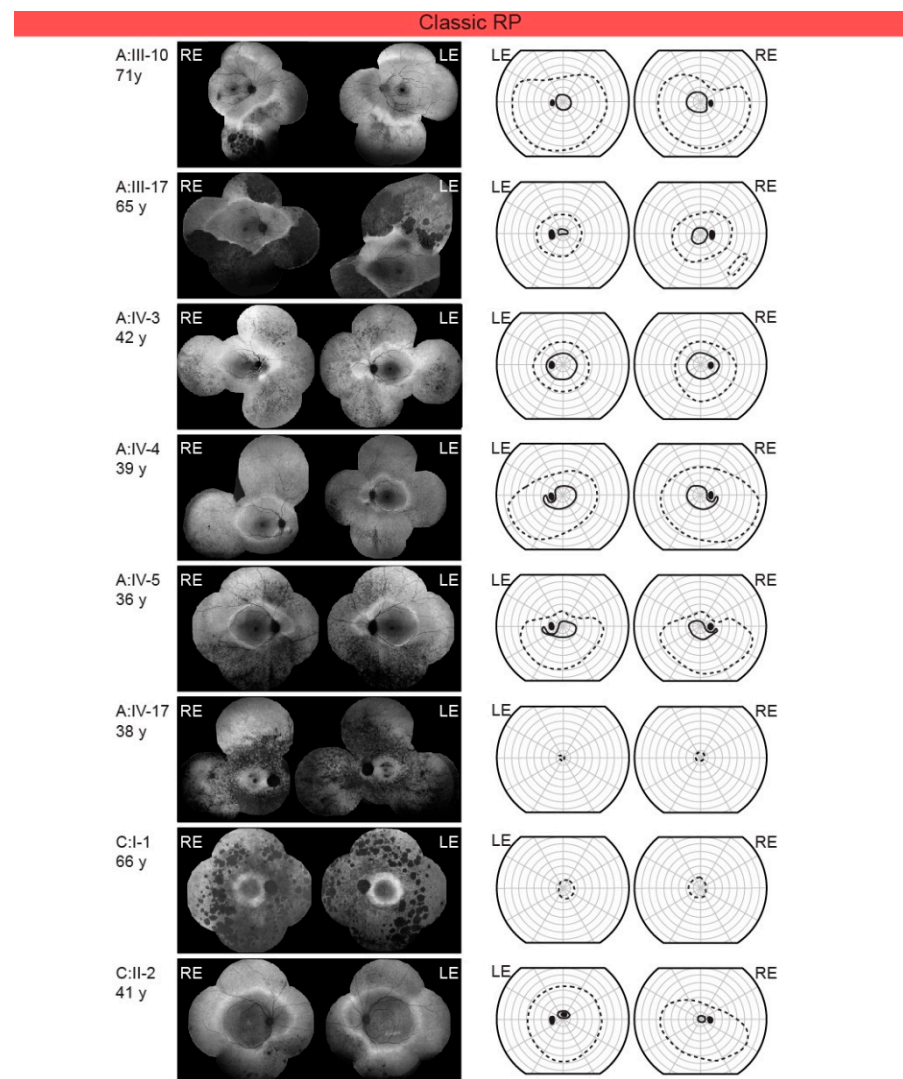 Classic RP
A:III-10 RE LE LE RE
71y
A:III-17 RE LE LE RE
65 y
A:IV-3 RE LE LE RE
42 y
A:IV-4 RE LE LE RE
39 y
A:IV-5 RE LE LE RE
36 y
A:IV-17 RE LE LE RE
38 y
C:I-1 RE LE LE RE
66 y
C:II-2 RE LE LE RE
41 y